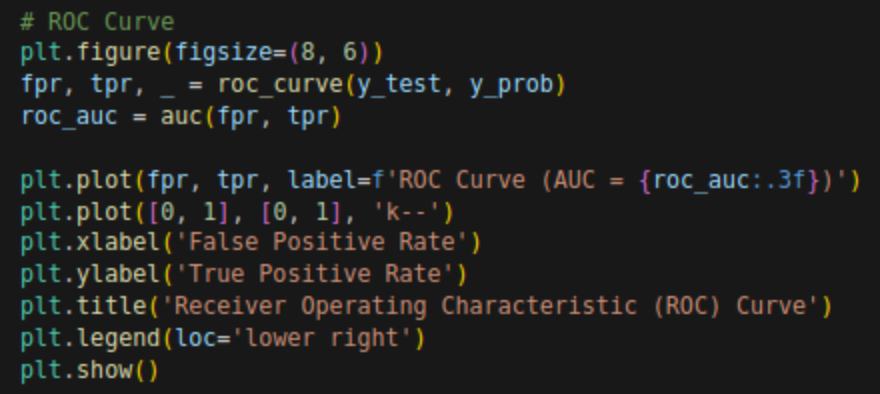 # ROC Curve
plt.figure(figsize=(8, 6))
fpr, tpr, _ = roc_curve(y_test, y_prob)
roc_auc = auc(fpr, tpr)
plt.plot(fpr, tpr, label=f'ROC Curve (AUC = {roc_auc:.3f})')
plt.plot([0, 1], [0, 1], 'k--')
plt.xlabel('False Positive Rate')
plt.ylabel('True Positive Rate')
plt.title('Receiver Operating Characteristic (ROC) Curve')
plt.legend(loc='lower right')
plt.show()